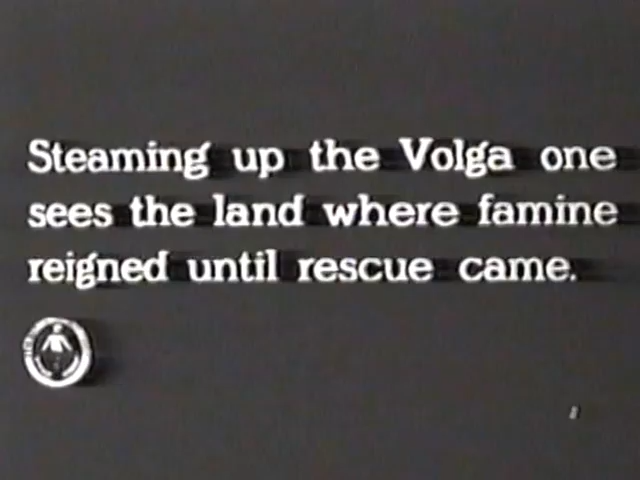 Steaming up the Volga one
sees the land where famine
reigned until rescue came.